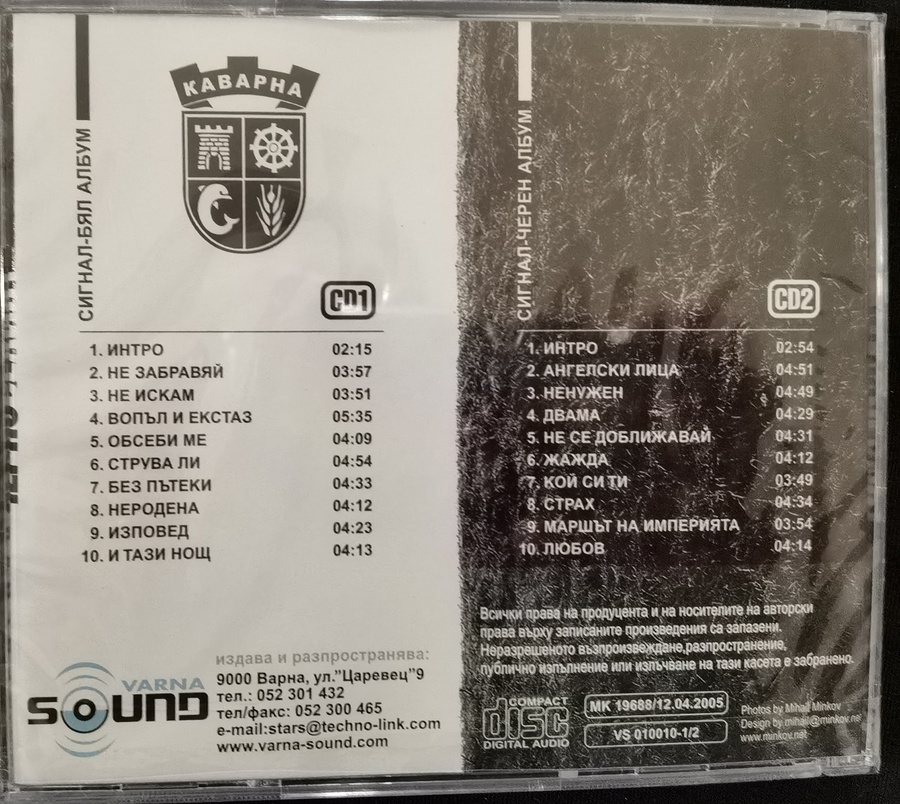 КАВАРНА
СИГНАЛ-БЯЛ АЛБУМ
CD1
1. ИНТРО 02:15
2. НЕ ЗАБРАВЯЙ 03:57
3. НЕ ИСКАМ 03:51
4. ВОПЪЛ И ЕКСТАЗ 05:35
5. ОБСЕБИ МЕ 04:09
6. СТРУВА ЛИ 04:54
7. БЕЗ ПЪТЕКИ 04:33
8. НЕРОДЕНА 04:12
9. ИЗПОВЕД 04:23
10. И ТАЗИ НОЩ 04:13
издава и разпространява:
VARNA
SOUND
9000 Варна, ул."Царевец"9
тел.: 052 301 432
тел/факс: 052 300 465
e-mail:stars@techno-link.com
www.varna-sound.com
СИГНАЛ-ЧЕРЕН АЛБУМ
CD2
1. ИНТРО 02:54
2. АНГЕЛСКИ ЛИЦА 04:51
3. НЕНУЖЕН 04:49
4. ДВАМА 04:29
5. НЕ СЕ ДОБЛИЖАВАЙ 04:31
6. ЖАЖДА 04:12
7. КОЙ СИ ТИ 03:49
8. СТРАХ 04:34
9. МАРШЪТ НА ИМПЕРИЯТА 03:54
10. ЛЮБОВ 04:14
Всички права на продуцента и на носителите на авторски
права върху записаните произведения са запазени.
Неразрешеното възпроизвеждане,разпространение,
публично изпълнение или излъчване на тази касета е забранено.
COMPACT
disc
DIGITAL AUDIO
MK 19688/12.04.2005
VS 010010-1/2
Photos by Mihail Minkov
Design by mihail@minkov.net
www.minkov.net